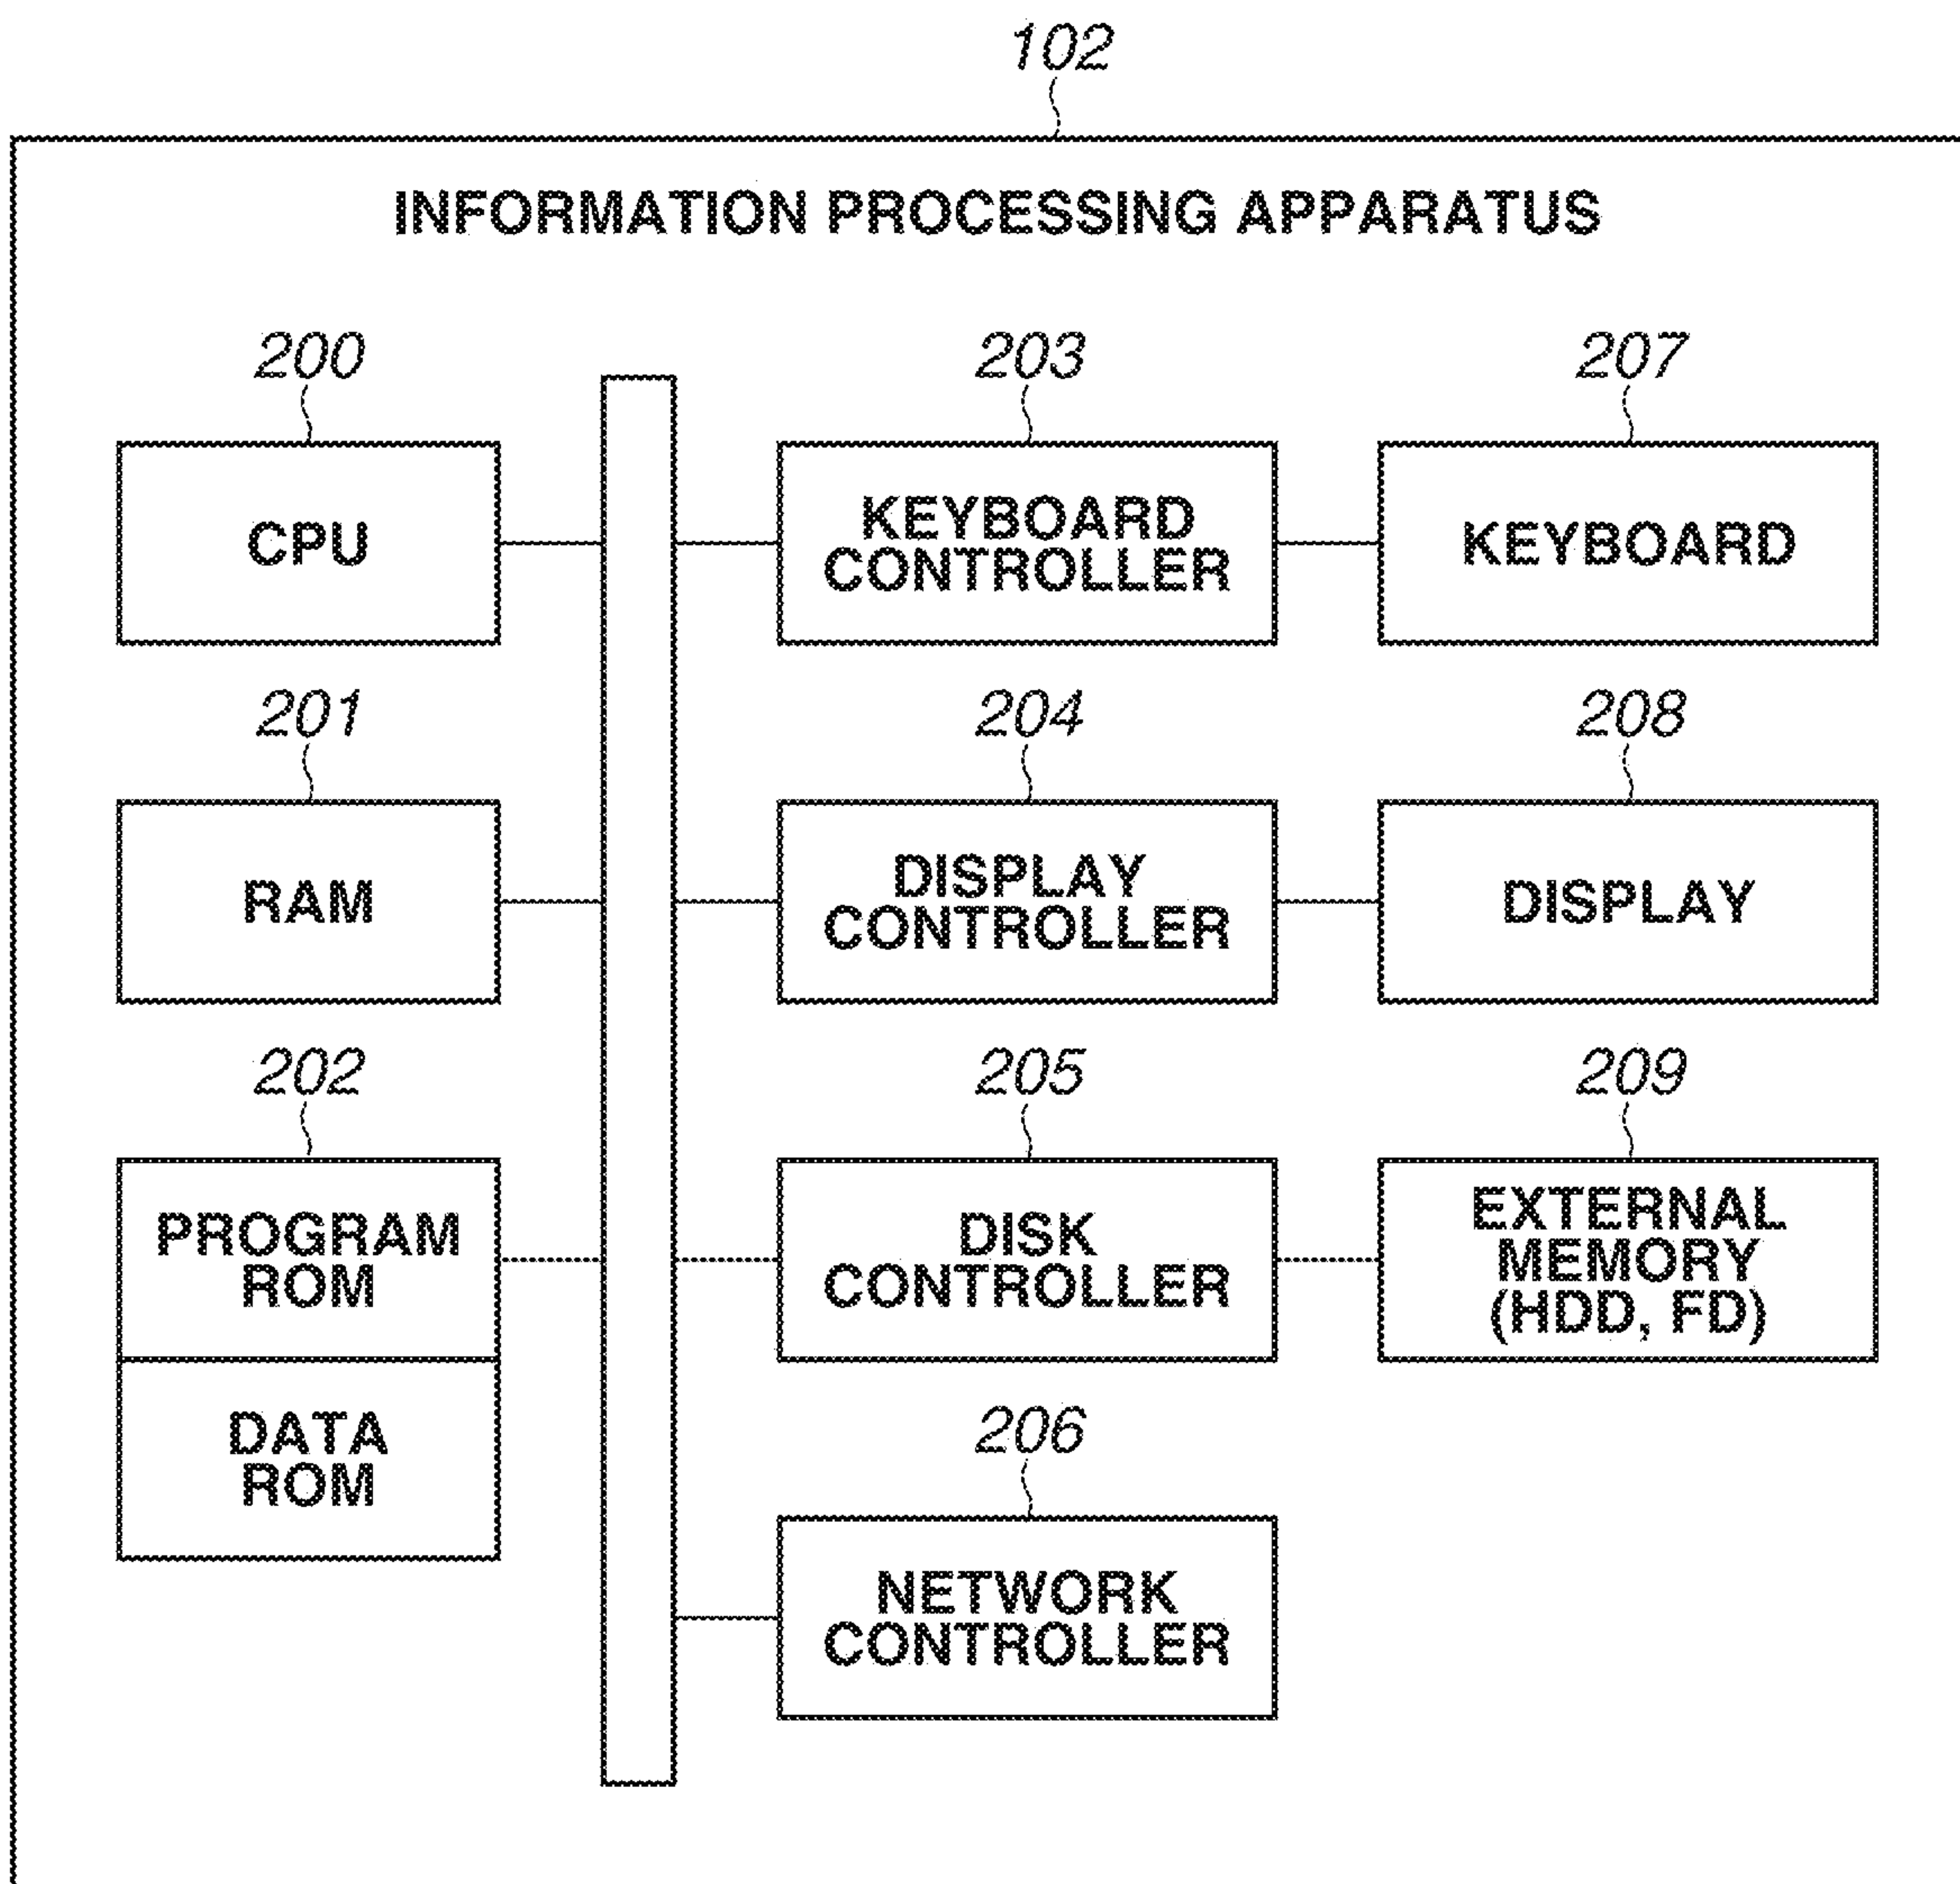 102
INFORMATION PROCESSING APPARATUS
200
203
207
CPU
KEYBOARD
CONTROLLER
KEYBOARD
201
204
208
RAM
DISPLAY
CONTROLLER
DISPLAY
202
205
209
PROGRAM
ROM
DISK
CONTROLLER
EXTERNAL
MEMORY
(HDD, FD)
DATA
ROM
206
NETWORK
CONTROLLER